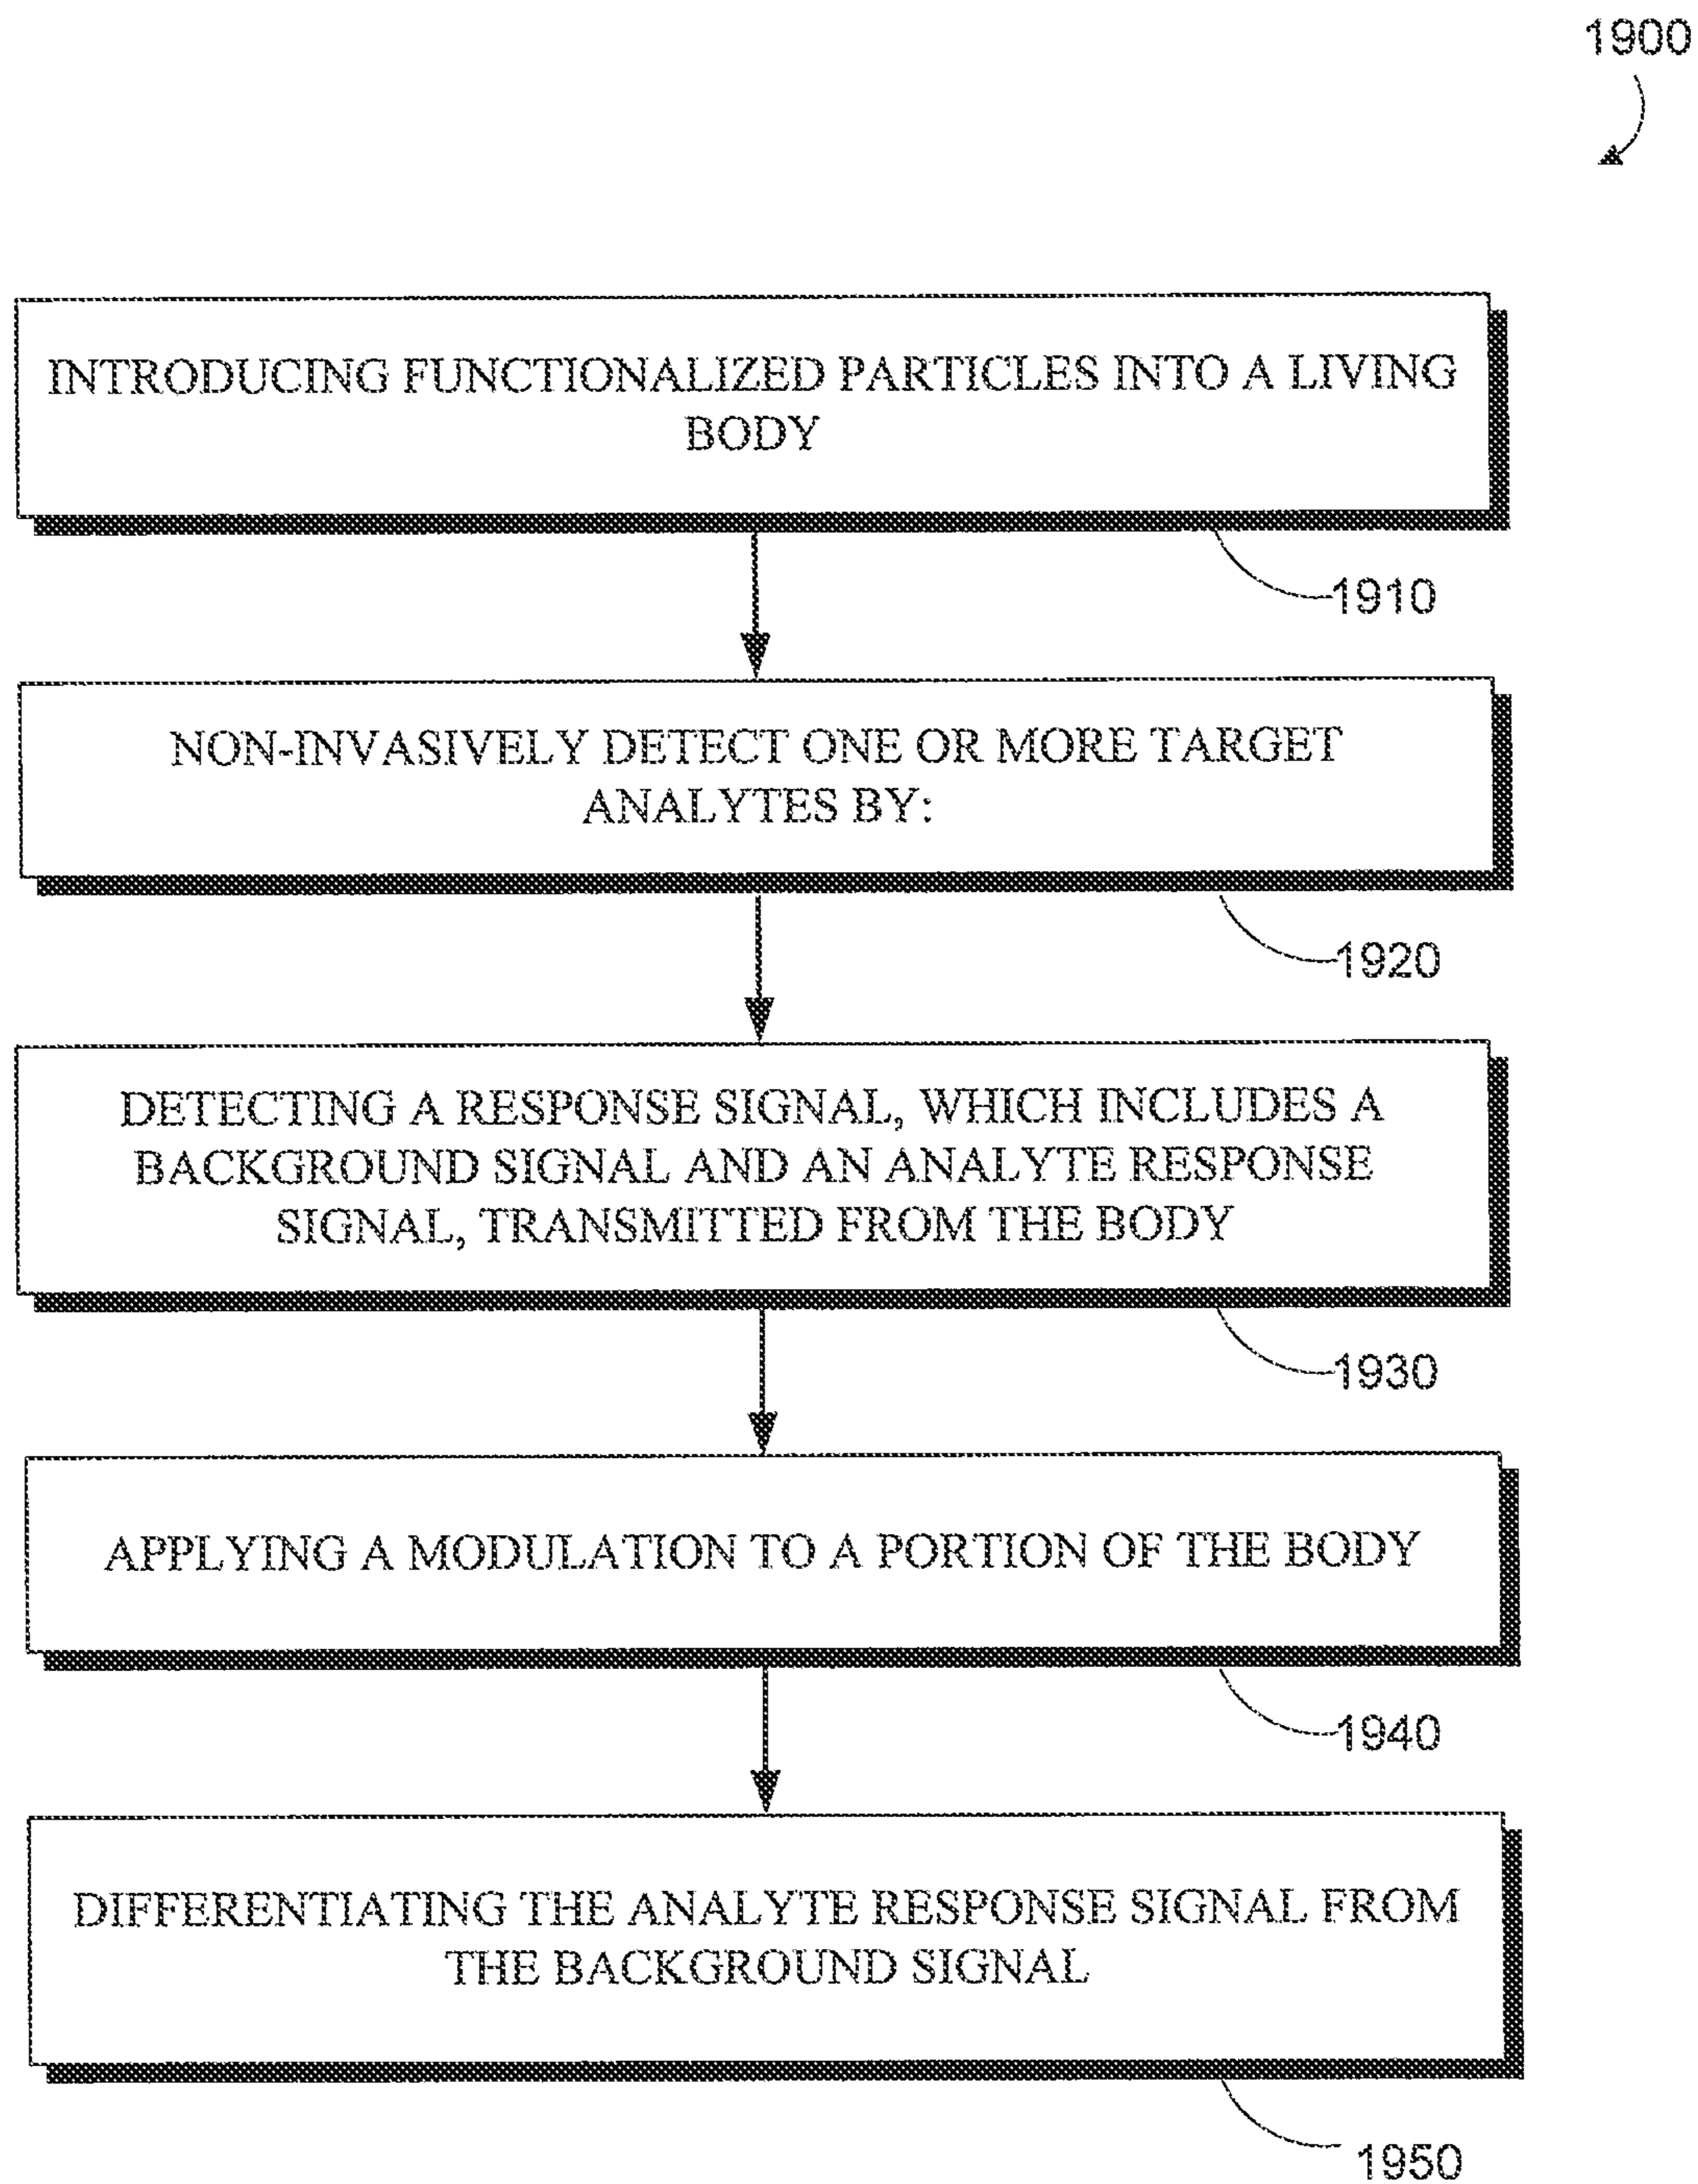 1900
INTRODUCING FUNCTIONALIZED PARTICLES INTO A LIVING
BODY
1910
NON-INVASIVELY DETECT ONE OR MORE TARGET
ANALYTES BY:
1920
DETECTING A RESPONSE SIGNAL, WHICH INCLUDES A
BACKGROUND SIGNAL AND AN ANALYTE RESPONSE
SIGNAL, TRANSMITTED FROM THE BODY
1930
APPLYING A MODULATION TO A PORTION OF THE BODY
1940
DIFFERENTIATING THE ANALYTE RESPONSE SIGNAL FROM
THE BACKGROUND SIGNAL
1950